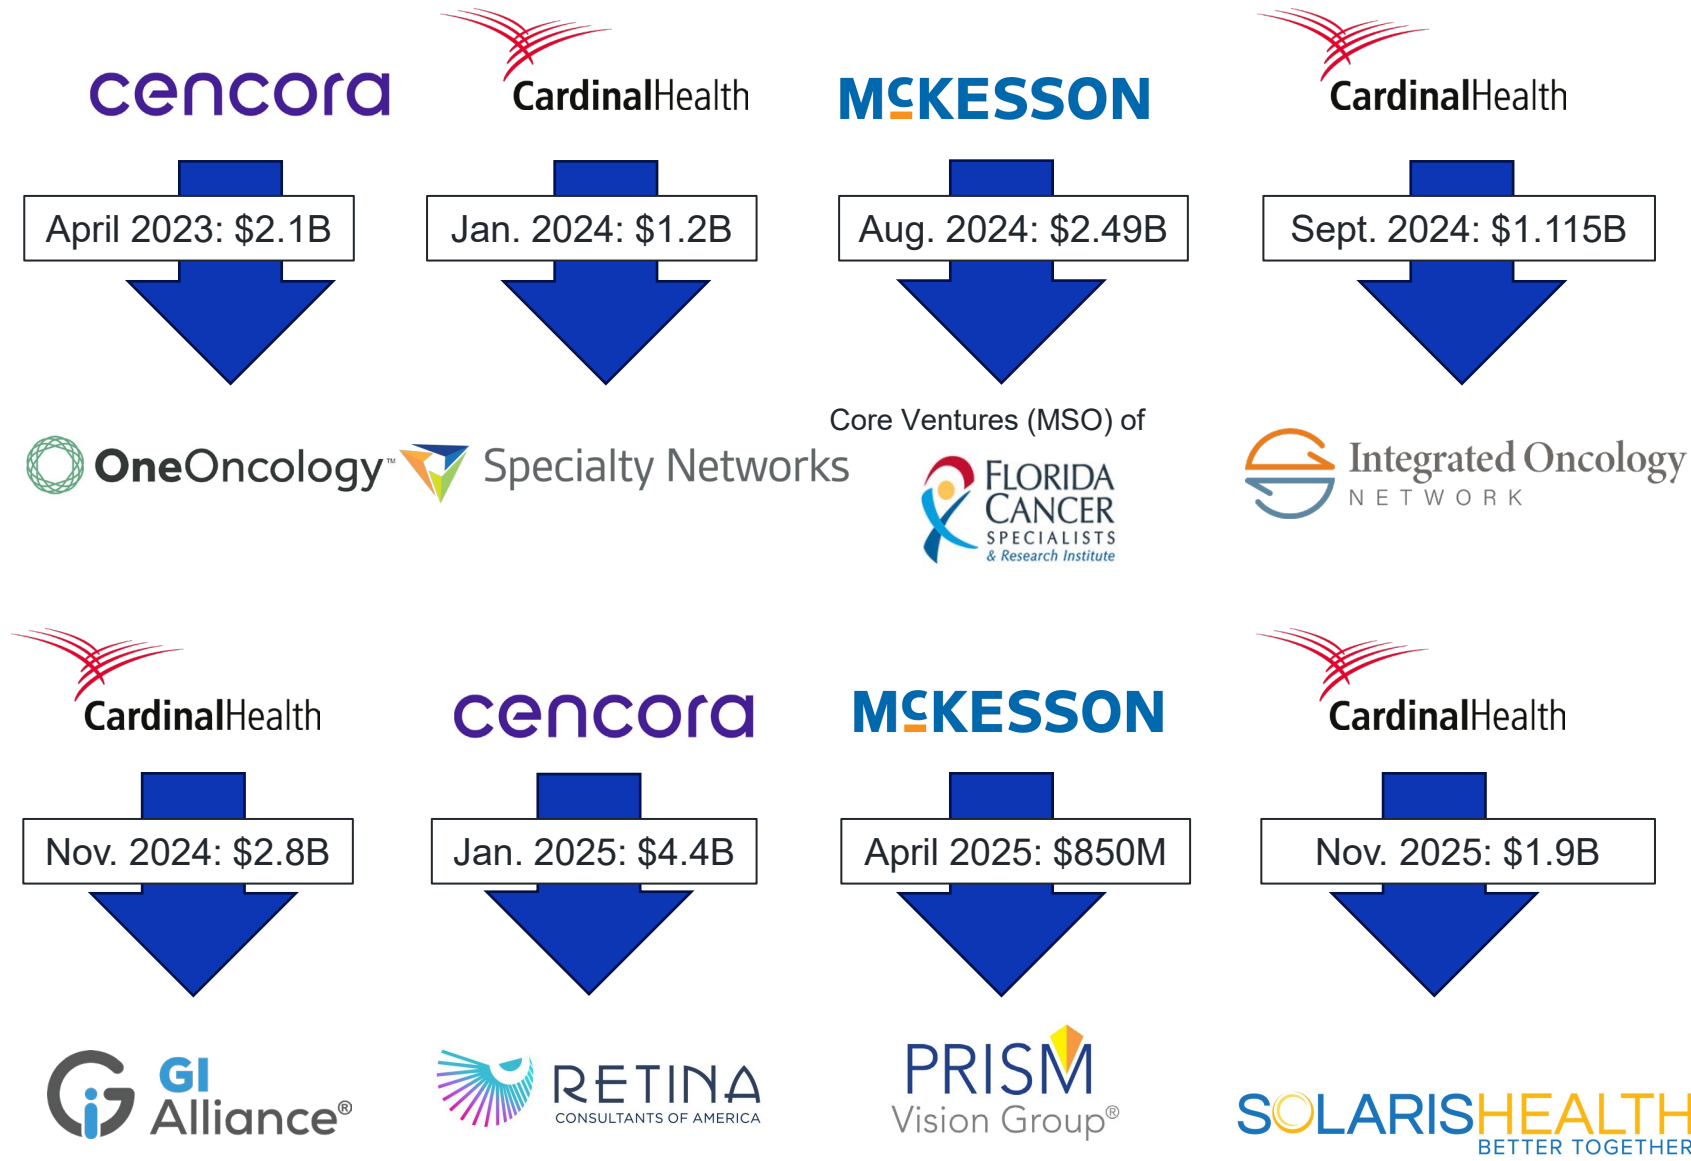 cencora
CardinalHealth
McKESSON
CardinalHealth
April 2023: $2.1B
Jan. 2024: $1.2B
Aug. 2024: $2.49B
Sept. 2024: $1.115B
OneOncology™
Specialty Networks
Core Ventures (MSO) of
FLORIDA
CANCER
SPECIALISTS
& Research Institute
Integrated Oncology
NETWORK
CardinalHealth
cencora
McKESSON
CardinalHealth
Nov. 2024: $2.8B
Jan. 2025: $4.4B
April 2025: $850M
Nov. 2025: $1.9B
GI
Alliance®
RETINA
CONSULTANTS OF AMERICA
PRISM
Vision Group®
SOLARISHEALTH
BETTER TOGETHER